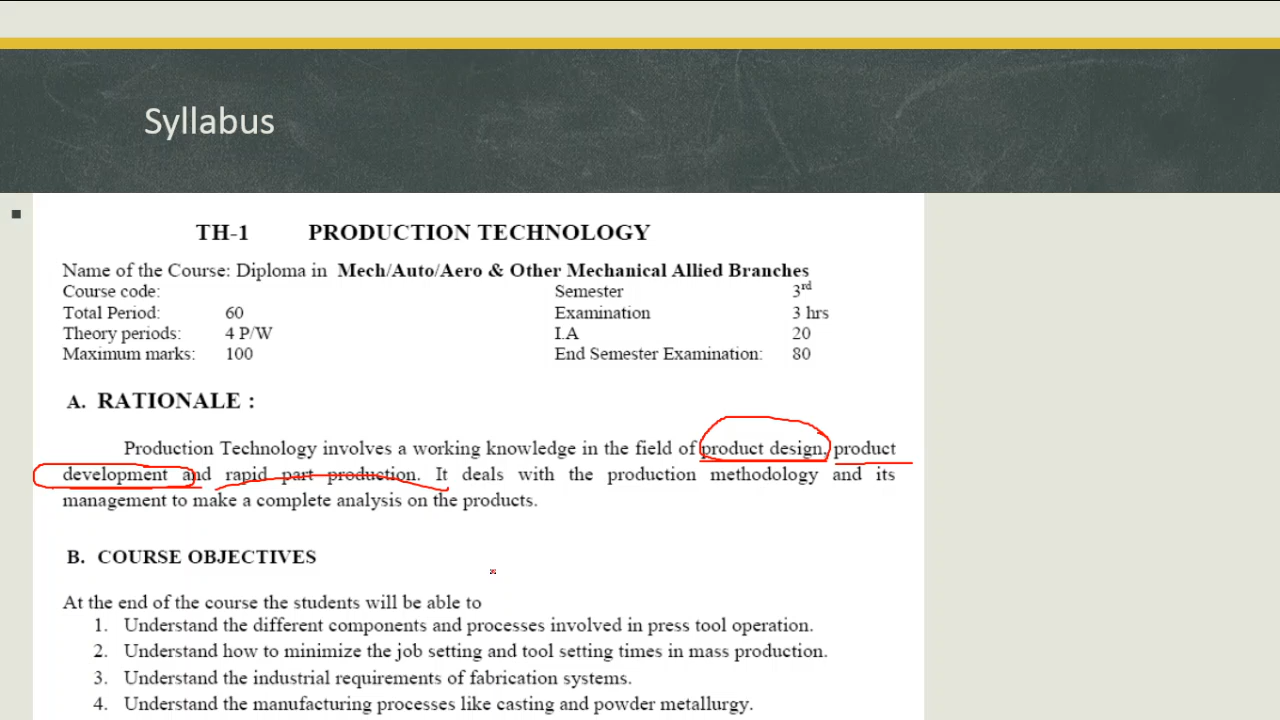 Syllabus
TH-1 PRODUCTION TECHNOLOGY
Name of the Course: Diploma in Mech/Auto/Aero & Other Mechanical Allied Branches
Course code: Semester 3rd
Total Period: 60 Examination 3 hrs
Theory periods: 4 P/W I.A 20
Maximum marks: 100 End Semester Examination: 80
A. RATIONALE :
Production Technology involves a working knowledge in the field of product design, product
development and rapid part production. It deals with the production methodology and its
management to make a complete analysis on the products.
B. COURSE OBJECTIVES
At the end of the course the students will be able to
1. Understand the different components and processes involved in press tool operation.
2. Understand how to minimize the job setting and tool setting times in mass production.
3. Understand the industrial requirements of fabrication systems.
4. Understand the manufacturing processes like casting and powder metallurgy.